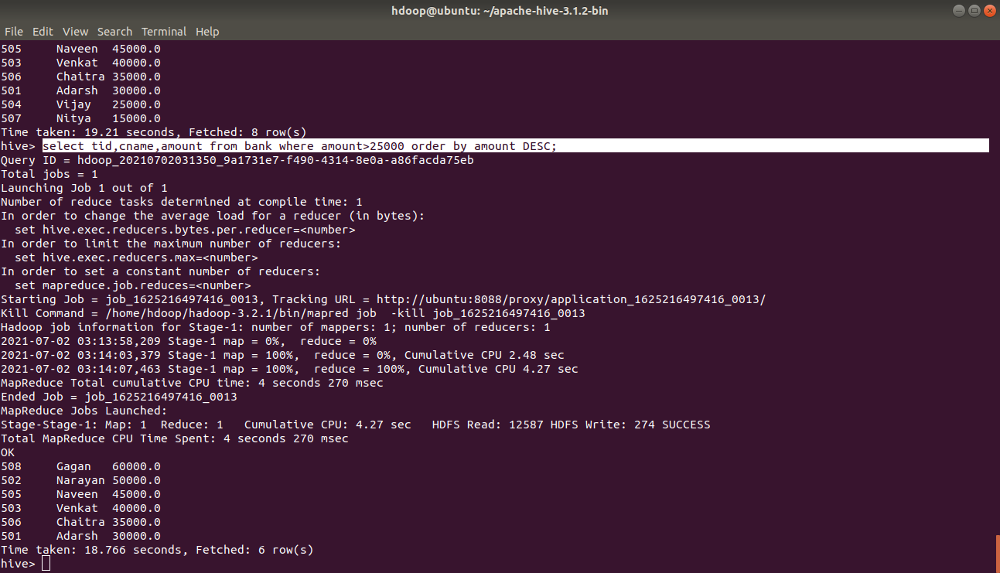 hdoop@ubuntu: ~/apache-hive-3.1.2-bin
File Edit View Search Terminal Help
505     Naveen  45000.0
503     Venkat  40000.0
506     Chaitra 35000.0
501     Adarsh  30000.0
504     Vijay   25000.0
507     Nitya   15000.0
Time taken: 19.21 seconds, Fetched: 8 row(s)
hive> select tid,cname,amount from bank where amount>25000 order by amount DESC;
Query ID = hdoop_20210702031350_9a1731e7-f490-4314-8e0a-a86facda75eb
Total jobs = 1
Launching Job 1 out of 1
Number of reduce tasks determined at compile time: 1
In order to change the average load for a reducer (in bytes):
  set hive.exec.reducers.bytes.per.reducer=<number>
In order to limit the maximum number of reducers:
  set hive.exec.reducers.max=<number>
In order to set a constant number of reducers:
  set mapreduce.job.reduces=<number>
Starting Job = job_1625216497416_0013, Tracking URL = http://ubuntu:8088/proxy/application_1625216497416_0013/
Kill Command = /home/hdoop/hadoop-3.2.1/bin/mapred job  -kill job_1625216497416_0013
Hadoop job information for Stage-1: number of mappers: 1; number of reducers: 1
2021-07-02 03:13:58,209 Stage-1 map = 0%,  reduce = 0%
2021-07-02 03:14:03,379 Stage-1 map = 100%,  reduce = 0%, Cumulative CPU 2.48 sec
2021-07-02 03:14:07,463 Stage-1 map = 100%,  reduce = 100%, Cumulative CPU 4.27 sec
MapReduce Total cumulative CPU time: 4 seconds 270 msec
Ended Job = job_1625216497416_0013
MapReduce Jobs Launched:
Stage-Stage-1: Map: 1  Reduce: 1   Cumulative CPU: 4.27 sec   HDFS Read: 12587 HDFS Write: 274 SUCCESS
Total MapReduce CPU Time Spent: 4 seconds 270 msec
OK
508     Gagan   60000.0
502     Narayan 50000.0
505     Naveen  45000.0
503     Venkat  40000.0
506     Chaitra 35000.0
501     Adarsh  30000.0
Time taken: 18.766 seconds, Fetched: 6 row(s)
hive>